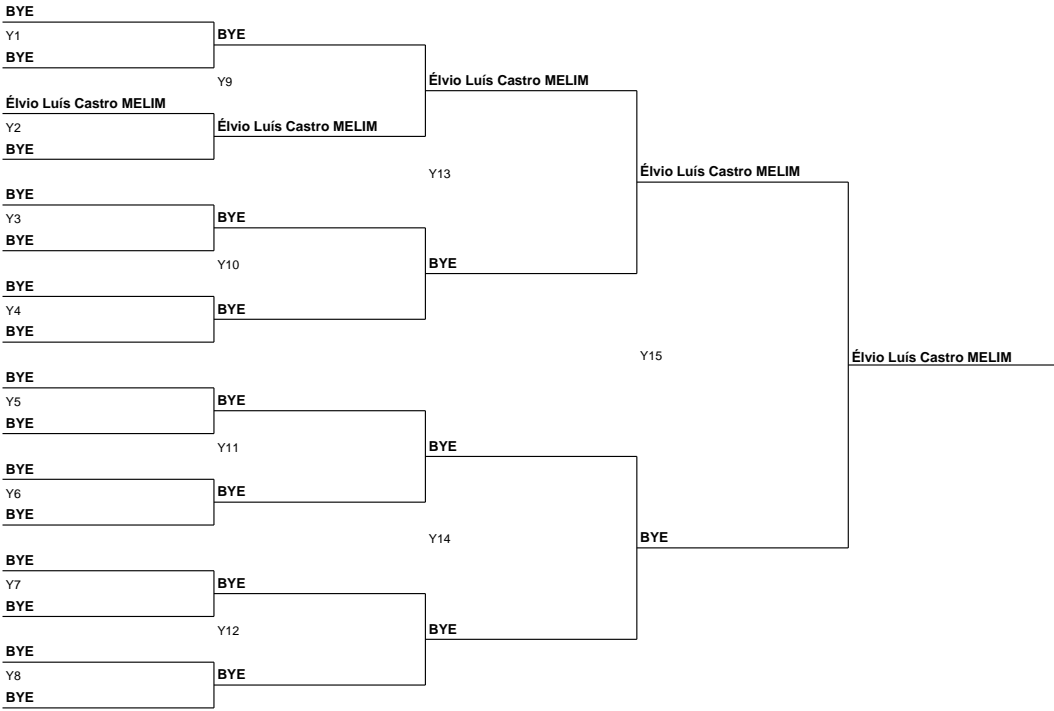 BYE
Y1
BYE
BYE
Y9
Élvio Luís Castro MELIM
Élvio Luís Castro MELIM
Y2
Élvio Luís Castro MELIM
BYE
Y13
Élvio Luís Castro MELIM
BYE
Y3
BYE
BYE
Y10
BYE
BYE
Y4
BYE
BYE
Y15
Élvio Luís Castro MELIM
BYE
Y5
BYE
BYE
Y11
BYE
BYE
Y6
BYE
BYE
Y14
BYE
BYE
Y7
BYE
BYE
Y12
BYE
BYE
Y8
BYE
BYE